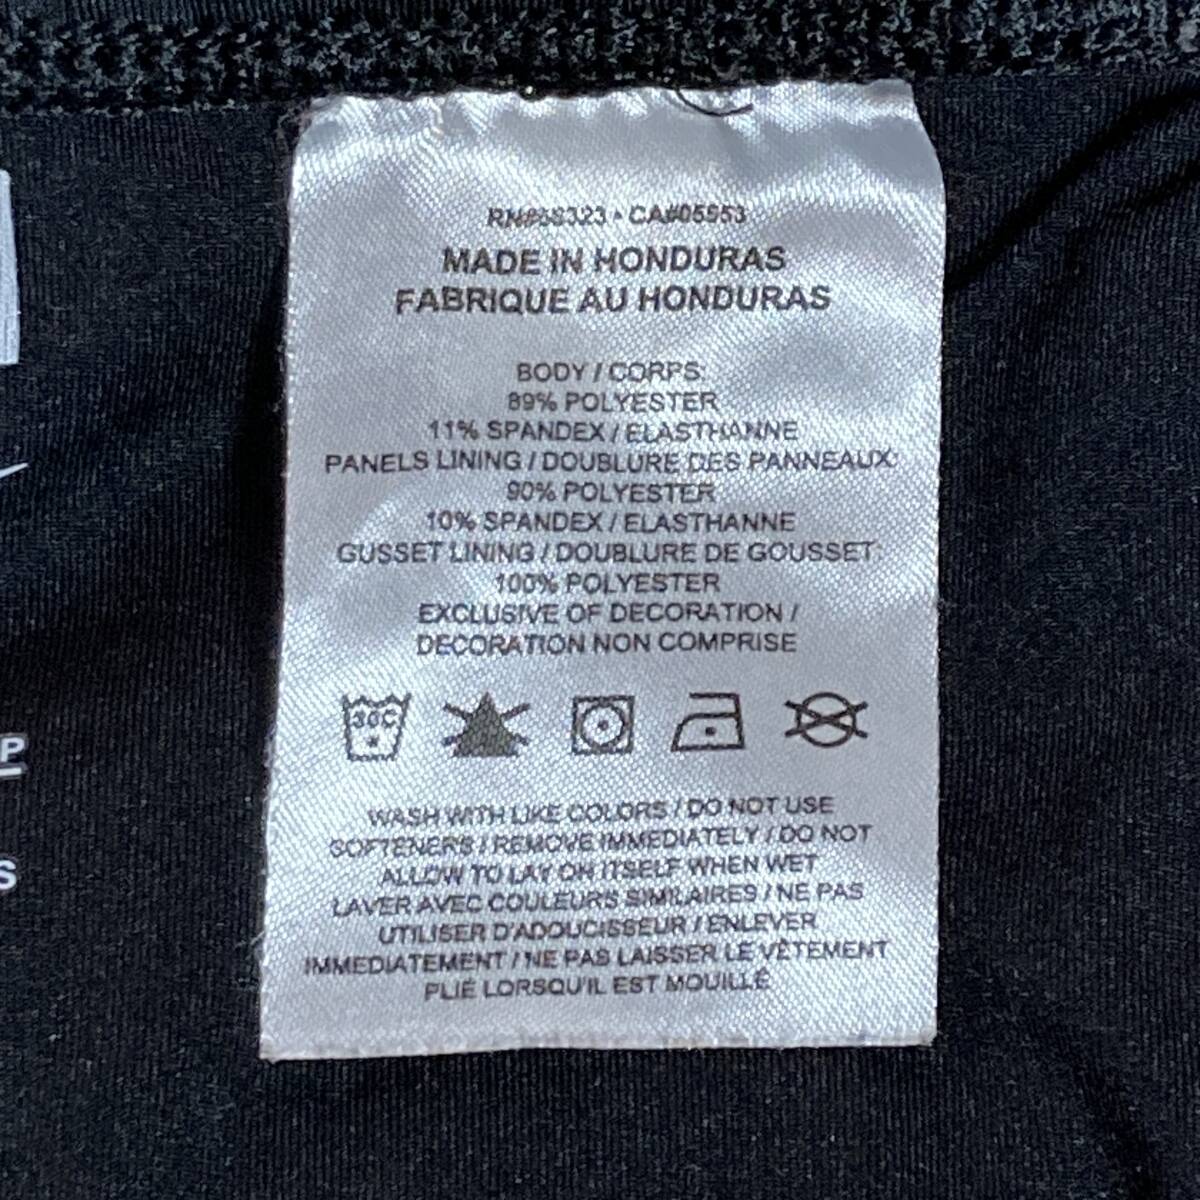 CA#05553
MADE IN HONDURAS
FABRIQUE AU HONDURAS
BODY / CORPS:
89% POLYESTER
11% SPANDEX / ELASTHANNE
PANELS LINING / DOUBLURE DES PANNEAUX:
90% POLYESTER
10% SPANDEX / ELASTHANNE
GUSSET LINING / DOUBLURE DE GOUSSET:
100% POLYESTER
EXCLUSIVE OF DECORATION /
DECORATION NON COMPRISE
30C
WASH WITH LIKE COLORS / DO NOT USE
SOFTENERS / REMOVE IMMEDIATELY / DO NOT
ALLOW TO LAY ON ITSELF WHEN WET
LAVER AVEC COULEURS SIMILAIRES / NE PAS
UTILISER D'ADOUCISSEUR / ENLEVER
IMMEDIATEMENT / NE PAS LAISSER LE VÊTEMENT
PLIÉ LORSQU'IL EST MOUILLÉ
P
S